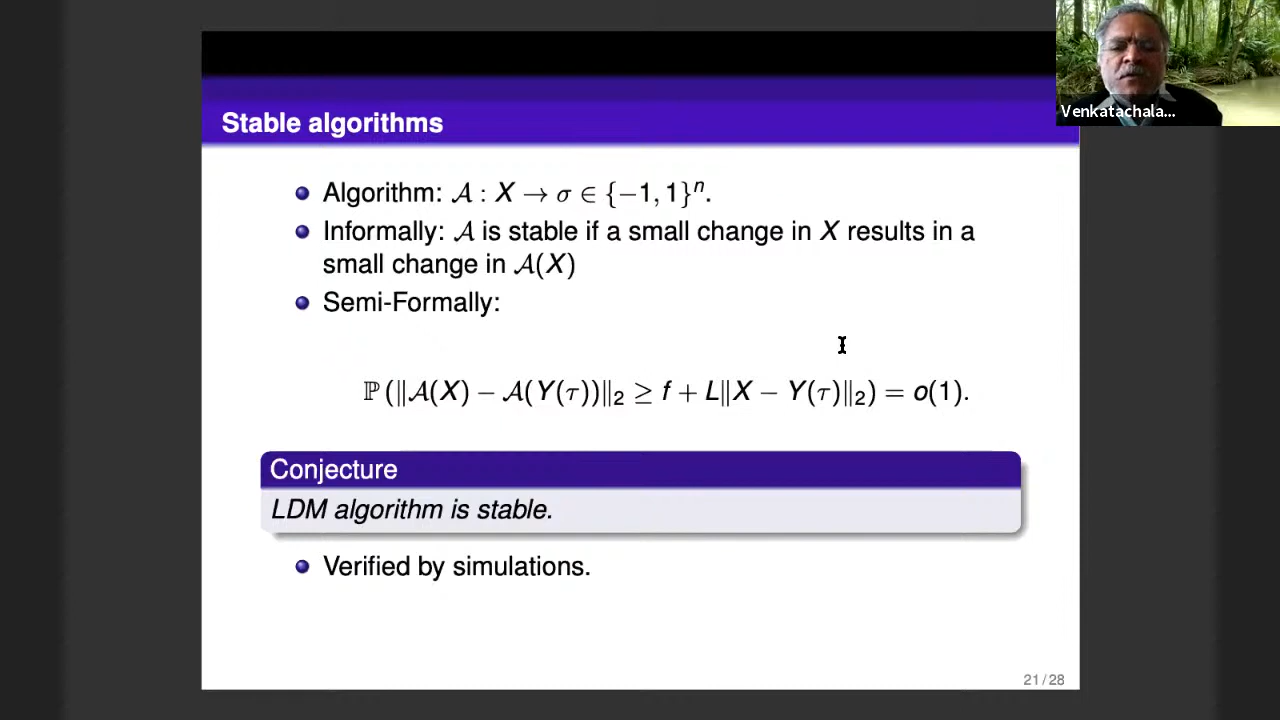 Venkatachala...
Stable algorithms
Algorithm: 𝒜 : X → σ ∈ {−1, 1}ⁿ.
Informally: 𝒜 is stable if a small change in X results in a
small change in 𝒜(X)
Semi-Formally:
ℙ (‖𝒜(X) − 𝒜(Y(τ))‖₂ ≥ f + L‖X − Y(τ)‖₂) = o(1).
Conjecture
LDM algorithm is stable.
Verified by simulations.
21 / 28